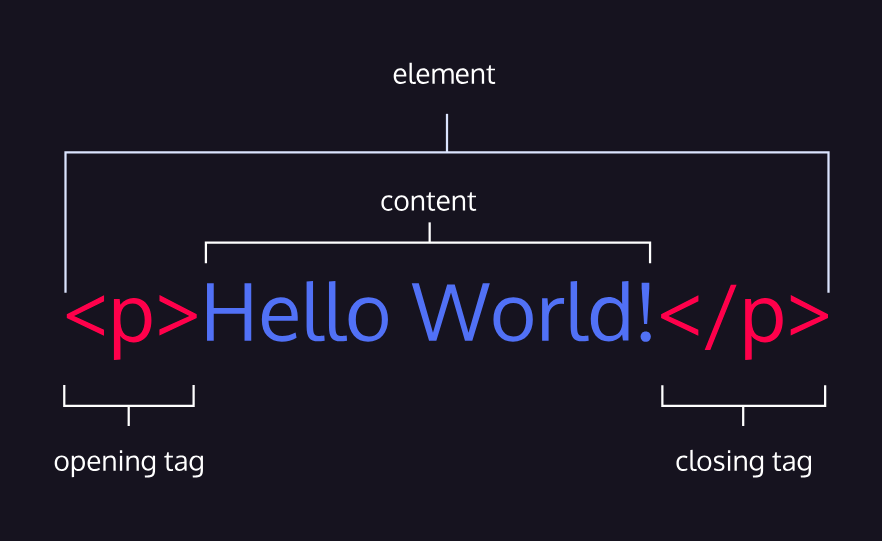 element
content
<p>Hello World!</p>
opening tag
closing tag